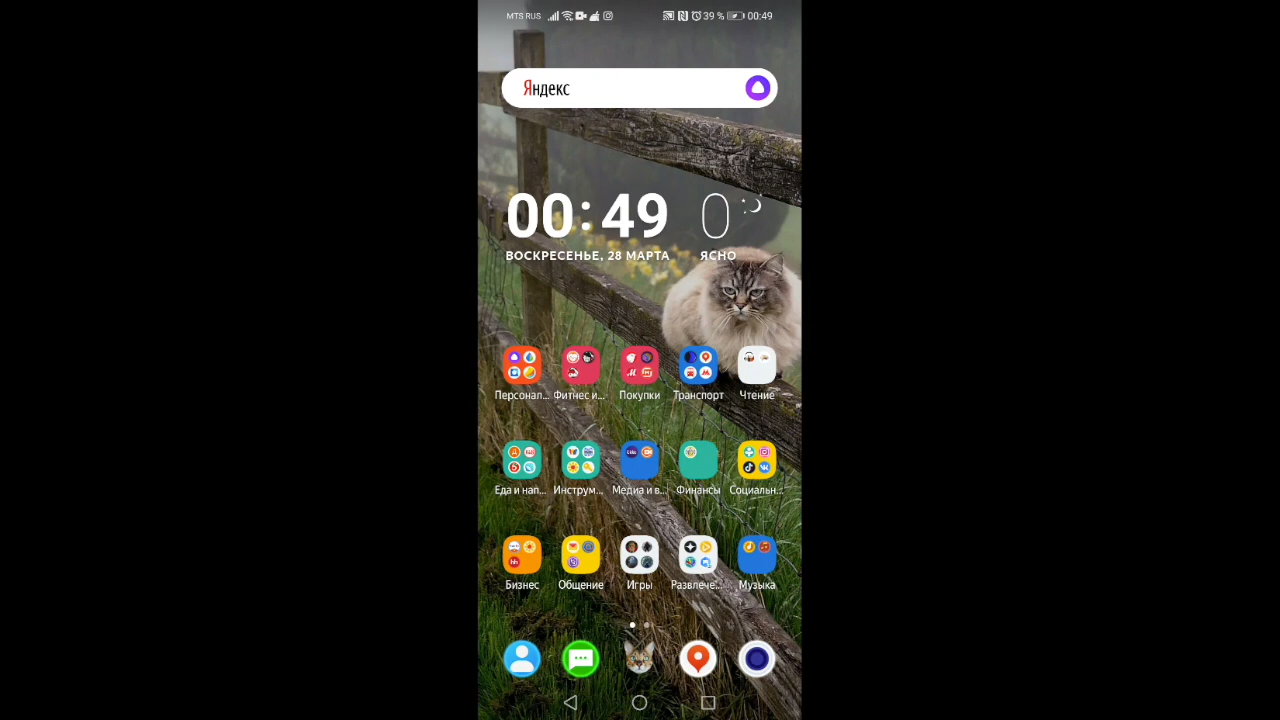 MTS RUS 39 % 00:49
Яндекс
00:49 0
ВОСКРЕСЕНЬЕ, 28 МАРТА ЯСНО
Персонал... Фитнес и... Покупки Транспорт Чтение
Еда и нап... Инструм... Медиа и в... Финансы Социальн...
hh
Бизнес Общение Игры Развлече... Музыка